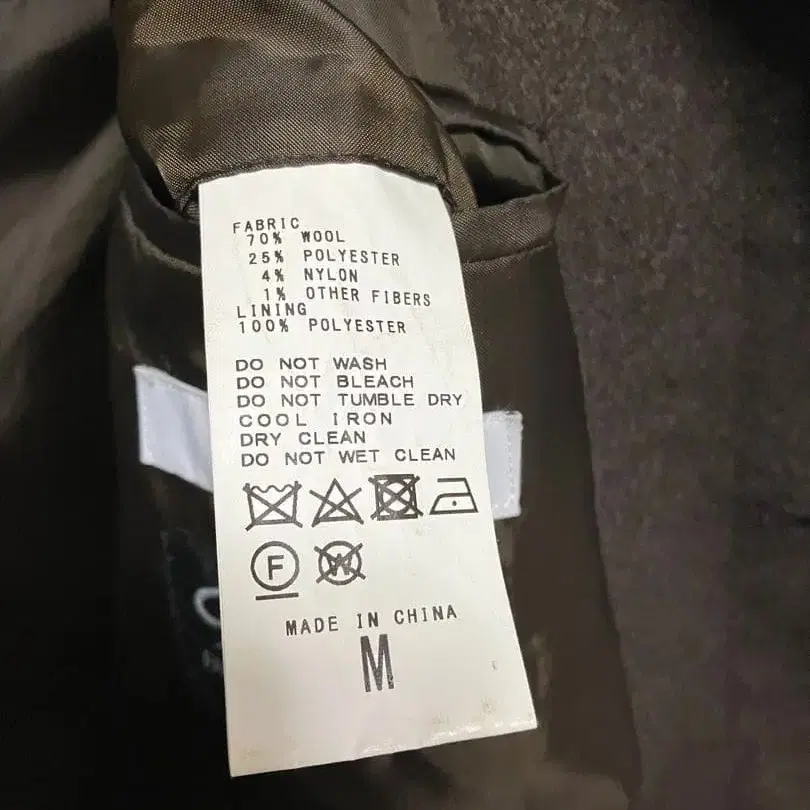 FABRIC
70% WOOL
25% POLYESTER
4% NYLON
1% OTHER FIBERS
LINING
100% POLYESTER
DO NOT WASH
DO NOT BLEACH
DO NOT TUMBLE DRY
COOL IRON
DRY CLEAN
DO NOT WET CLEAN
F W
MADE IN CHINA
M